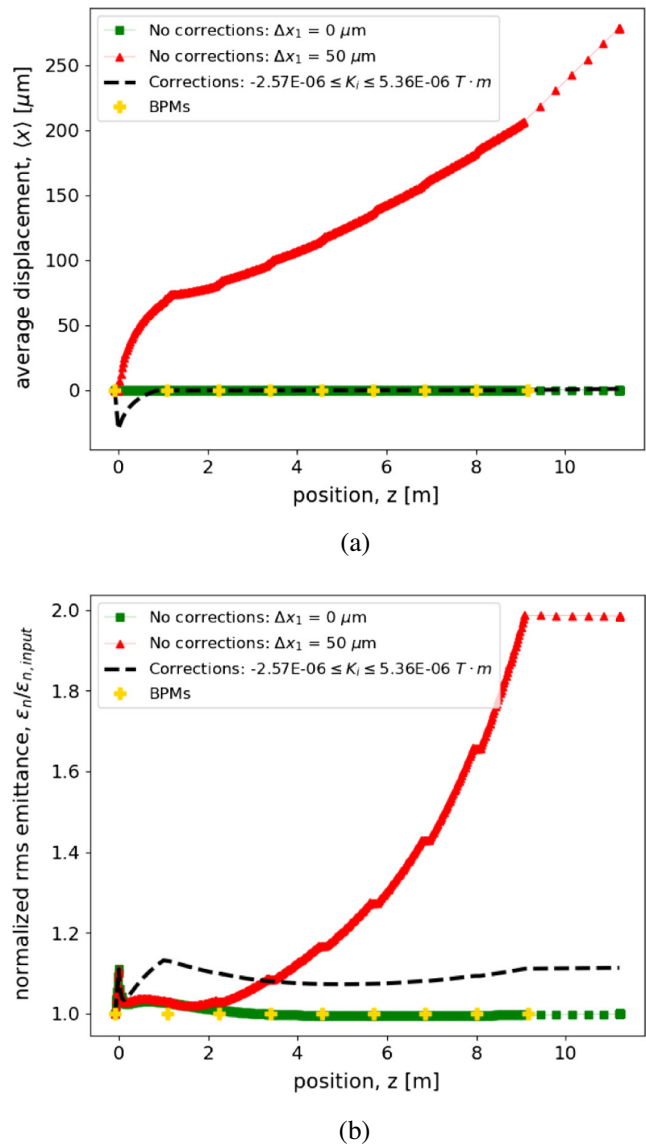 No corrections: Δx₁ = 0 μm
No corrections: Δx₁ = 50 μm
Corrections: -2.57E-06 ≤ Kᵢ ≤ 5.36E-06 T · m
BPMs
average displacement, ⟨x⟩ [μm]
250
200
150
100
50
0
0 2 4 6 8 10
position, z [m]
(a)
No corrections: Δx₁ = 0 μm
No corrections: Δx₁ = 50 μm
Corrections: -2.57E-06 ≤ Kᵢ ≤ 5.36E-06 T · m
BPMs
normalized rms emittance, εₙ/εₙ,ᵢₙₚᵤₜ
2.0
1.8
1.6
1.4
1.2
1.0
0 2 4 6 8 10
position, z [m]
(b)